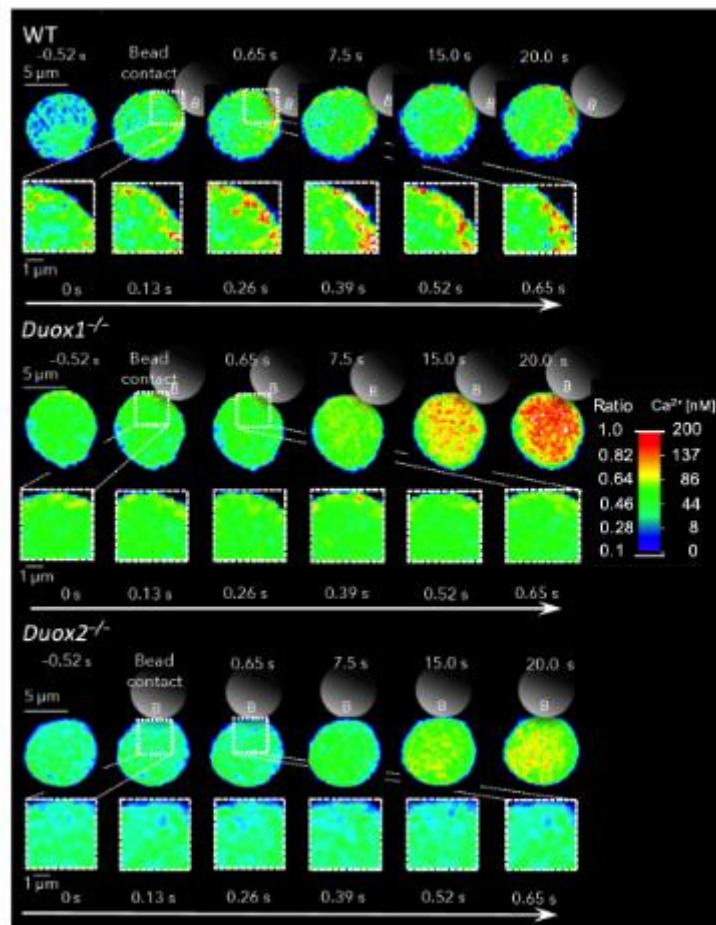 WT
-0.52 s Bead contact 0.65 s 7.5 s 15.0 s 20.0 s
5 μm
B B B B B
1 μm
0 s 0.13 s 0.26 s 0.39 s 0.52 s 0.65 s
Duox1-/-
-0.52 s Bead contact 0.65 s 7.5 s 15.0 s 20.0 s
5 μm
B B B B B
Ratio Ca²⁺ [nM]
1.0 200
0.82 137
0.64 86
0.46 44
0.28 8
0.1 0
1 μm
0 s 0.13 s 0.26 s 0.39 s 0.52 s 0.65 s
Duox2-/-
-0.52 s Bead contact 0.65 s 7.5 s 15.0 s 20.0 s
5 μm
B B B B B
1 μm
0 s 0.13 s 0.26 s 0.39 s 0.52 s 0.65 s